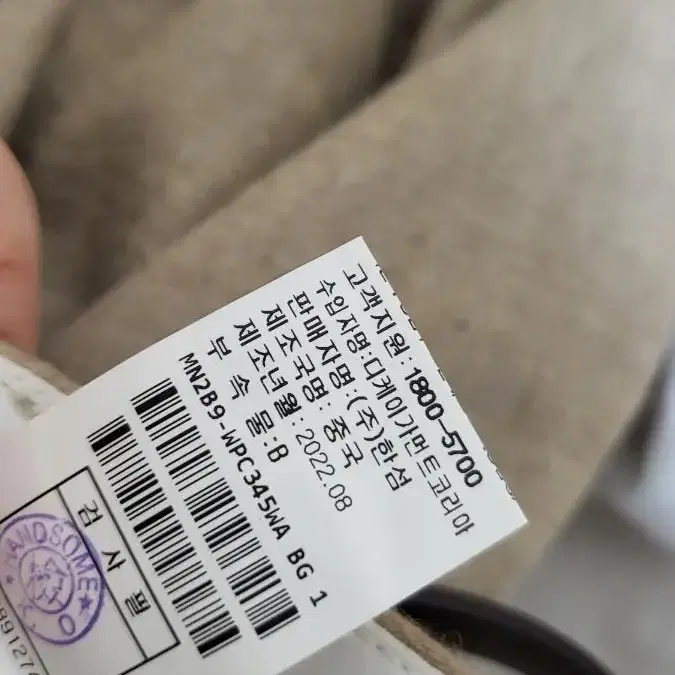 고객지원:1800-5700
수입자명:디케이가먼트코리아
판매자명:(주)한섬
제조국명:중국
제조년월:2022.08
부 속 물:B
MN2B9-WPC345WA BG 1
검 사 필
HANDSOME